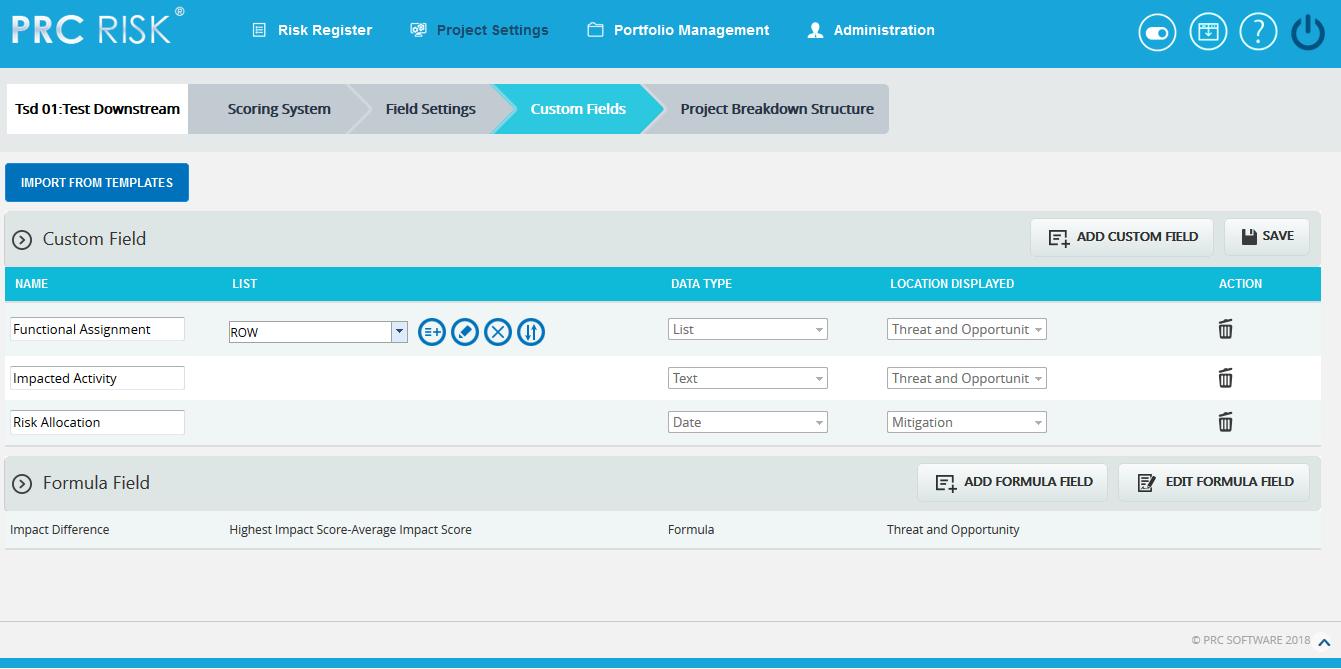 PRC RISK®
Risk Register
Project Settings
Portfolio Management
Administration
?
Tsd 01:Test Downstream
Scoring System
Field Settings
Custom Fields
Project Breakdown Structure
IMPORT FROM TEMPLATES
Custom Field
ADD CUSTOM FIELD
SAVE
NAME LIST DATA TYPE LOCATION DISPLAYED ACTION
Functional Assignment ROW List Threat and Opportunit
Impacted Activity Text Threat and Opportunit
Risk Allocation Date Mitigation
Formula Field
ADD FORMULA FIELD
EDIT FORMULA FIELD
Impact Difference Highest Impact Score-Average Impact Score Formula Threat and Opportunity
© PRC SOFTWARE 2018